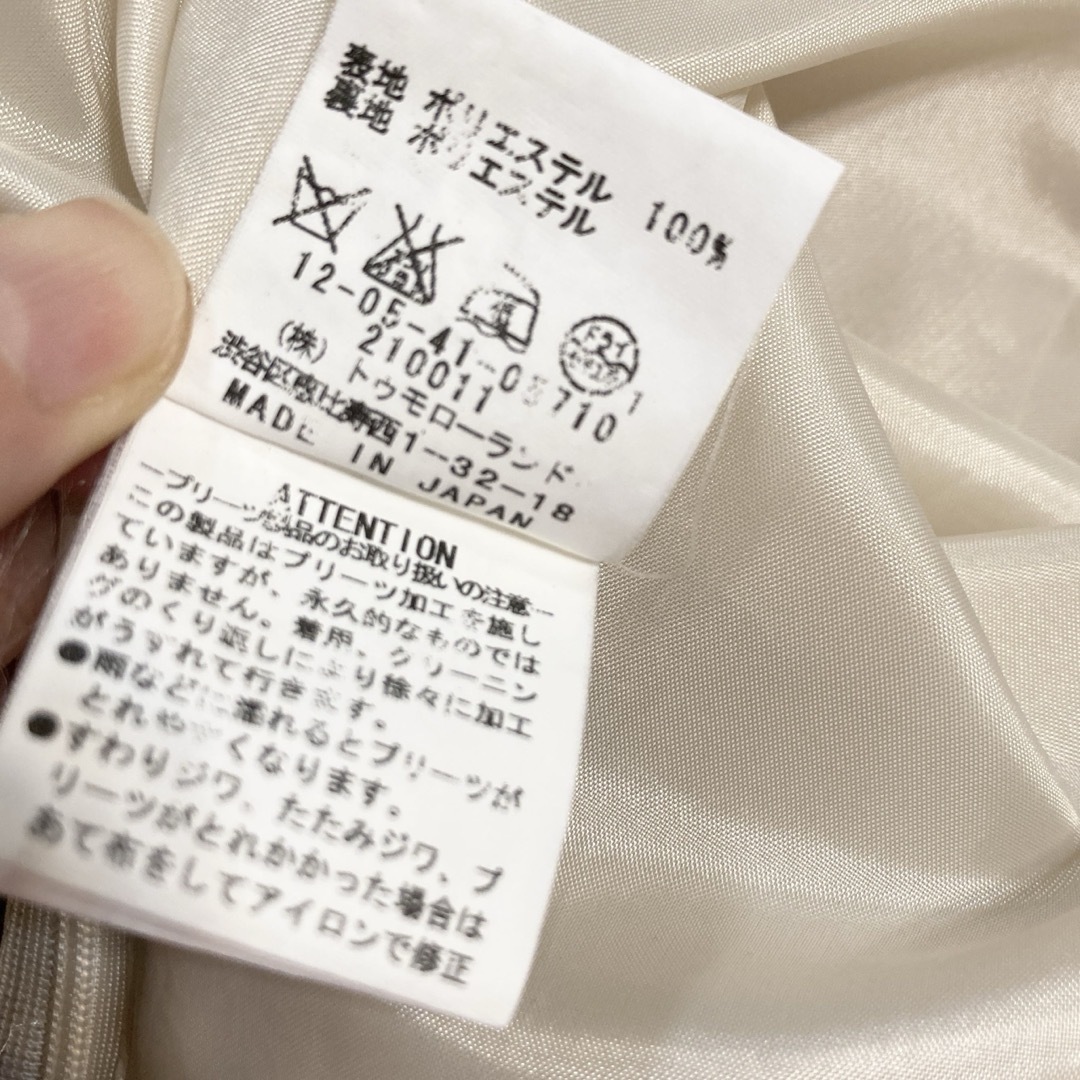 表地 ポリエステル 100%
裏地 ポリエステル
低
12-05-41-0 710
210011
(株) トゥモローランド
渋谷区恵比寿西1-32-18
MADE IN JAPAN
ATTENTION
ープリーツ製品のお取り扱いの注意ー
この製品はプリーツ加工を施し
ていますが、永久的なものでは
ありません。着用、クリーニン
グのくり返しにより徐々に加工
がうすれて行きます。
●雨などに濡れるとプリーツが
とれやすくなります。
●すわりジワ、たたみジワ、プ
リーツがとれかかった場合は
あて布をしてアイロンで修正